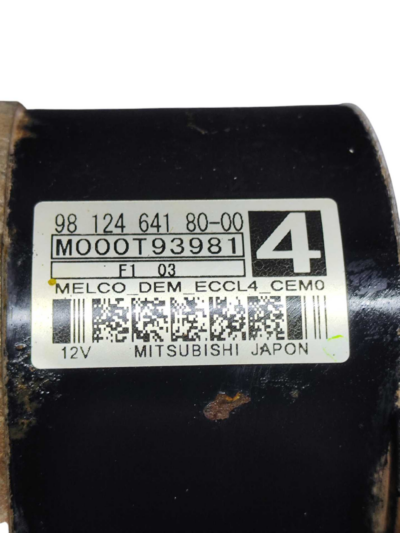 98 124 641 80-00
4
M000T93981
F1 03
MELCO_DEM_ECCL4_CEM0
12V MITSUBISHI JAPON